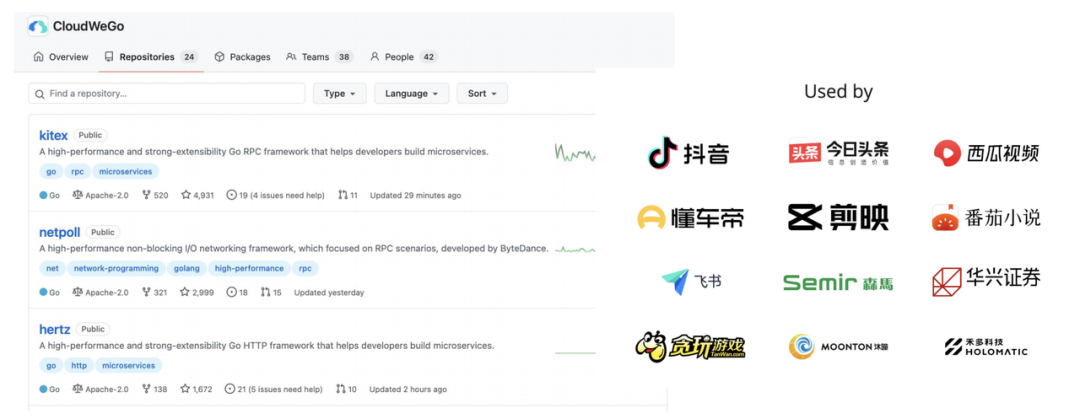 CloudWeGo
Overview Repositories 24 Packages Teams 38 People 42
Find a repository... Type Language Sort
kitex Public
A high-performance and strong-extensibility Go RPC framework that helps developers build microservices.
go rpc microservices
Go Apache-2.0 520 4,931 19 (4 issues need help) 11 Updated 29 minutes ago
netpoll Public
A high-performance non-blocking I/O networking framework, which focused on RPC scenarios, developed by ByteDance.
net network-programming golang high-performance rpc
Go Apache-2.0 321 2,999 18 15 Updated yesterday
hertz Public
A high-performance and strong-extensibility Go HTTP framework that helps developers build microservices.
go http microservices
Go Apache-2.0 138 1,672 21 (5 issues need help) 10 Updated 2 hours ago
Used by
抖音
头条 今日头条
信息创造价值
西瓜视频
懂车帝
剪映
番茄小说
飞书
Semir 森馬
华兴证券
贪玩游戏
TanWan.com
MOONTON 沐瞳
禾多科技
HOLOMATIC